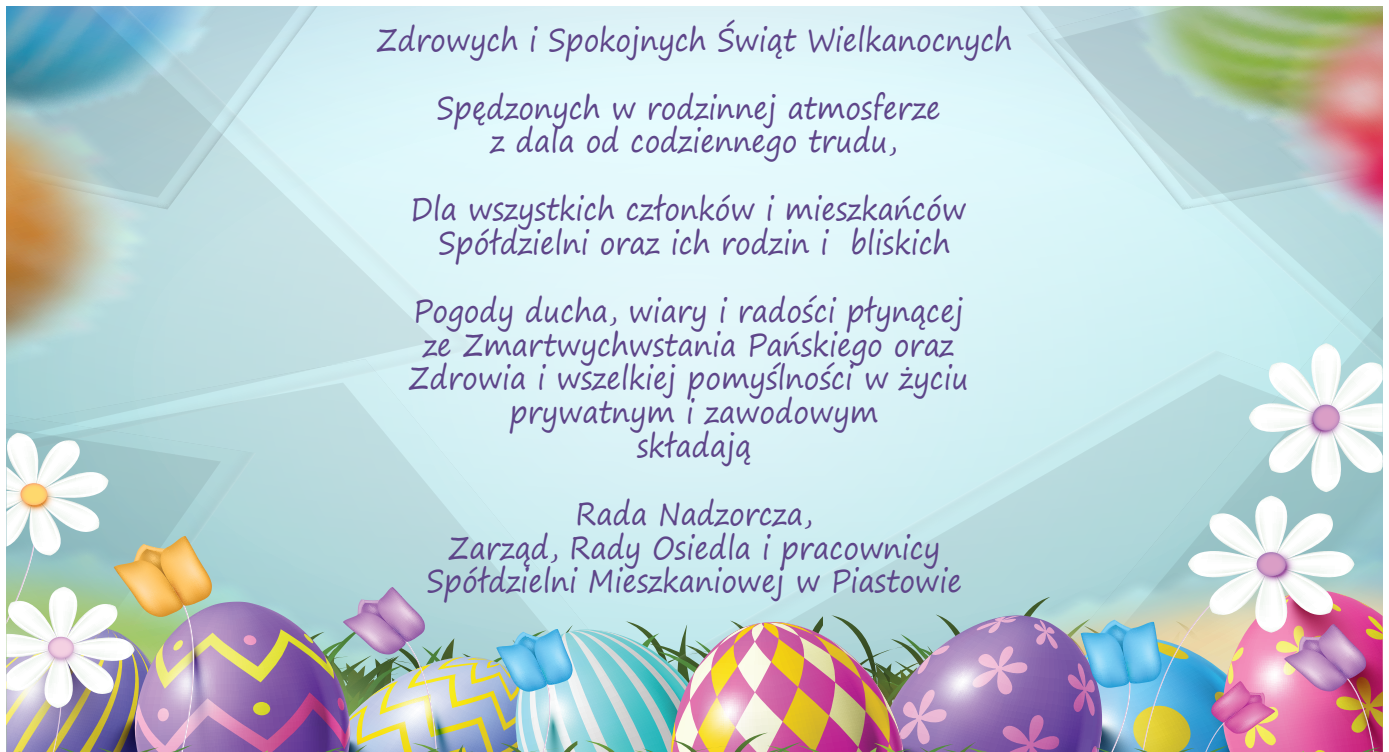 Zdrowych i Spokojnych Świąt Wielkanocnych
Spędzonych w rodzinnej atmosferze
z dala od codziennego trudu,
Dla wszystkich członków i mieszkańców
Spółdzielni oraz ich rodzin i bliskich
Pogody ducha, wiary i radości płynącej
ze Zmartwychwstania Pańskiego oraz
Zdrowia i wszelkiej pomyślności w życiu
prywatnym i zawodowym
składają
Rada Nadzorcza,
Zarząd, Rady Osiedla i pracownicy
Spółdzielni Mieszkaniowej w Piastowie